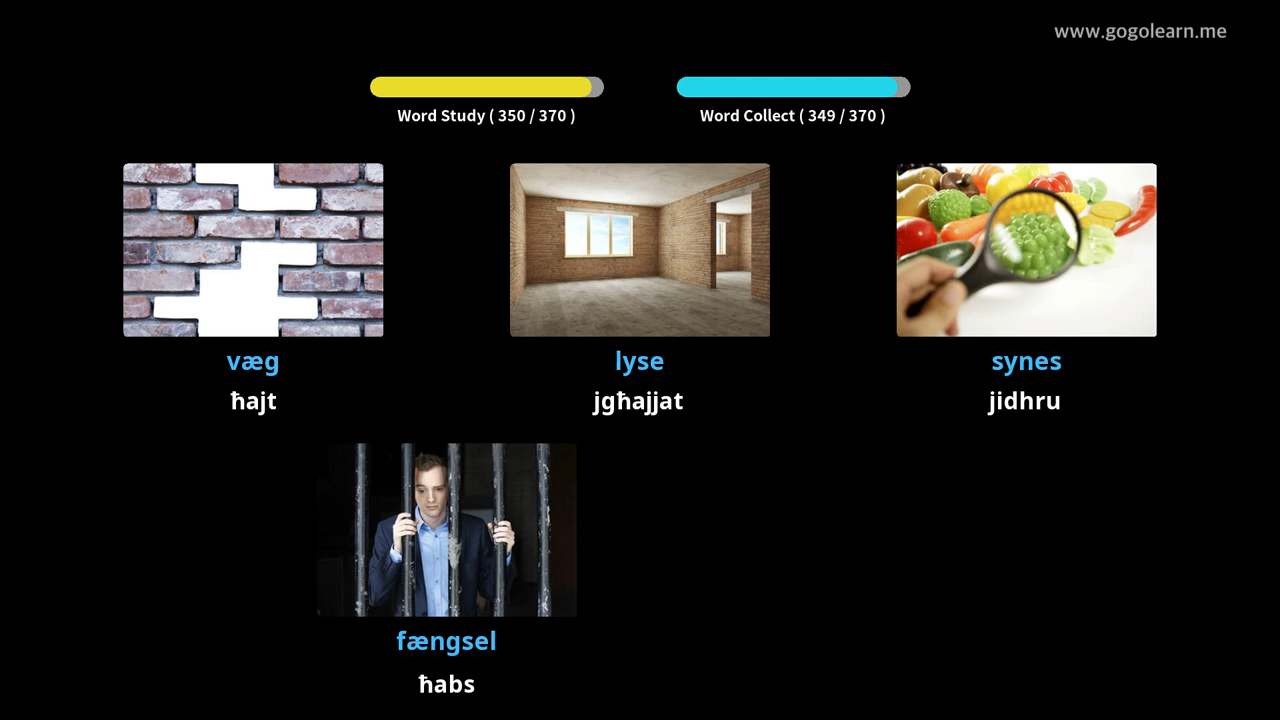 www.gogolearn.me
Word Study ( 350 / 370 )
Word Collect ( 349 / 370 )
væg
lyse
synes
ħajt
jgħajjat
jidhru
fængsel
ħabs